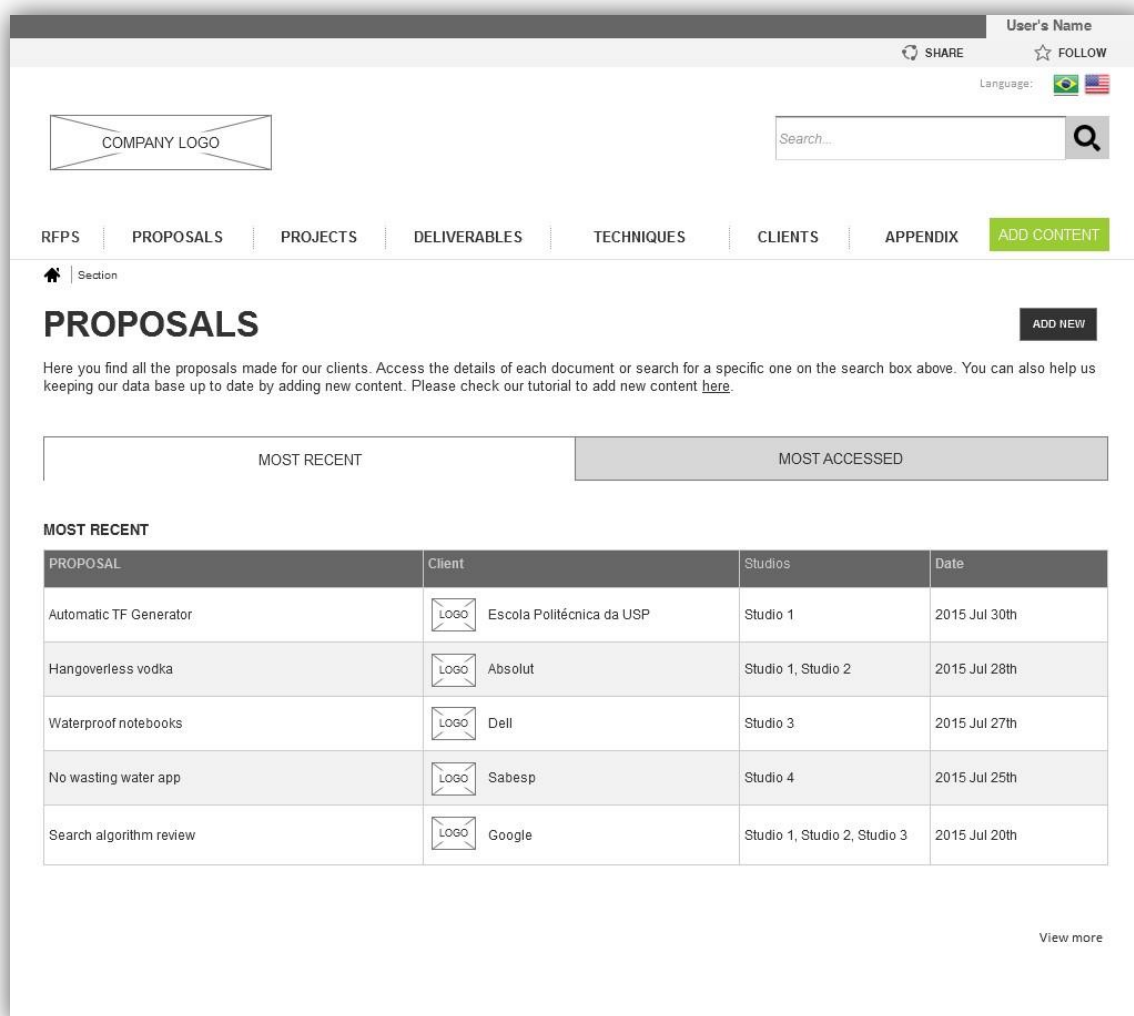 User's Name
SHARE FOLLOW
Language:
COMPANY LOGO
Search...
RFPS PROPOSALS PROJECTS DELIVERABLES TECHNIQUES CLIENTS APPENDIX ADD CONTENT
Section
PROPOSALS
ADD NEW
Here you find all the proposals made for our clients. Access the details of each document or search for a specific one on the search box above. You can also help us
keeping our data base up to date by adding new content. Please check our tutorial to add new content here.
MOST RECENT MOST ACCESSED
MOST RECENT
PROPOSAL Client Studios Date
Automatic TF Generator LOGO Escola Politécnica da USP Studio 1 2015 Jul 30th
Hangoverless vodka LOGO Absolut Studio 1, Studio 2 2015 Jul 28th
Waterproof notebooks LOGO Dell Studio 3 2015 Jul 27th
No wasting water app LOGO Sabesp Studio 4 2015 Jul 25th
Search algorithm review LOGO Google Studio 1, Studio 2, Studio 3 2015 Jul 20th
View more